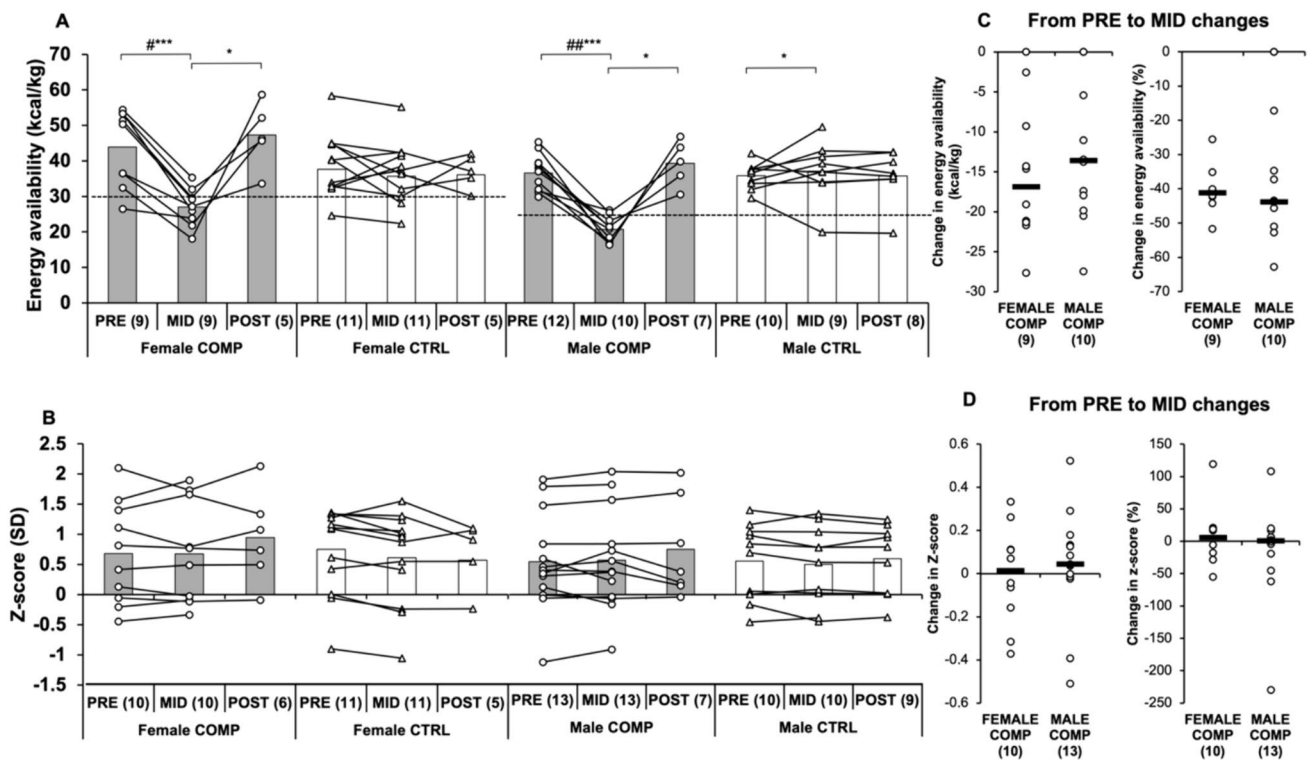 A
Energy availability (kcal/kg)
70
60
50
40
30
20
10
0
#***
*
##***
*
*
PRE (9) MID (9) POST (5) PRE (11) MID (11) POST (5) PRE (12) MID (10) POST (7) PRE (10) MID (9) POST (8)
Female COMP Female CTRL Male COMP Male CTRL
C From PRE to MID changes
Change in energy availability
(kcal/kg)
0
-5
-10
-15
-20
-25
-30
FEMALE MALE
COMP COMP
(9) (10)
Change in energy availability (%)
0
-10
-20
-30
-40
-50
-60
-70
FEMALE MALE
COMP COMP
(9) (10)
B
Z-score (SD)
2.5
2
1.5
1
0.5
0
-0.5
-1
-1.5
PRE (10) MID (10) POST (6) PRE (11) MID (11) POST (5) PRE (13) MID (13) POST (7) PRE (10) MID (10) POST (9)
Female COMP Female CTRL Male COMP Male CTRL
D From PRE to MID changes
Change in Z-score
0.6
0.4
0.2
0
-0.2
-0.4
-0.6
FEMALE MALE
COMP COMP
(10) (13)
Change in z-score (%)
150
100
50
0
-50
-100
-150
-200
-250
FEMALE MALE
COMP COMP
(10) (13)